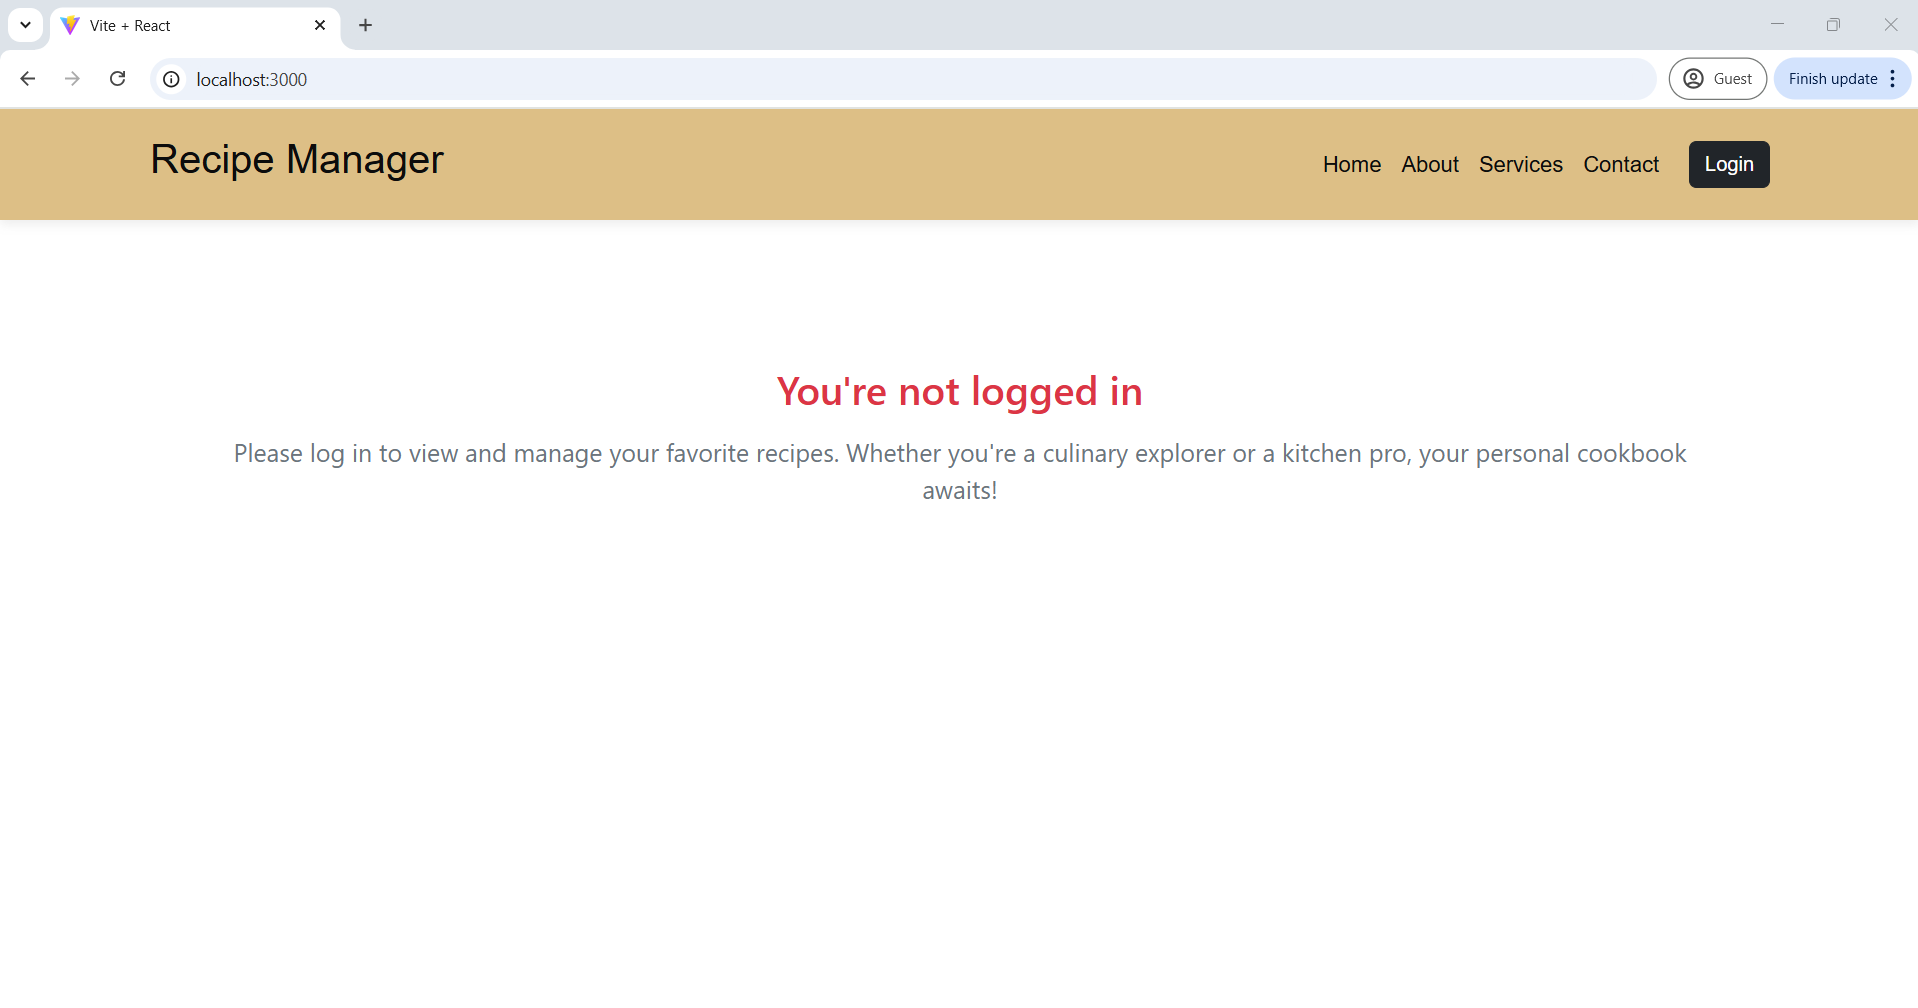 Vite + React
localhost:3000
Guest
Finish update
Recipe Manager
Home About Services Contact Login
You're not logged in
Please log in to view and manage your favorite recipes. Whether you're a culinary explorer or a kitchen pro, your personal cookbook
awaits!